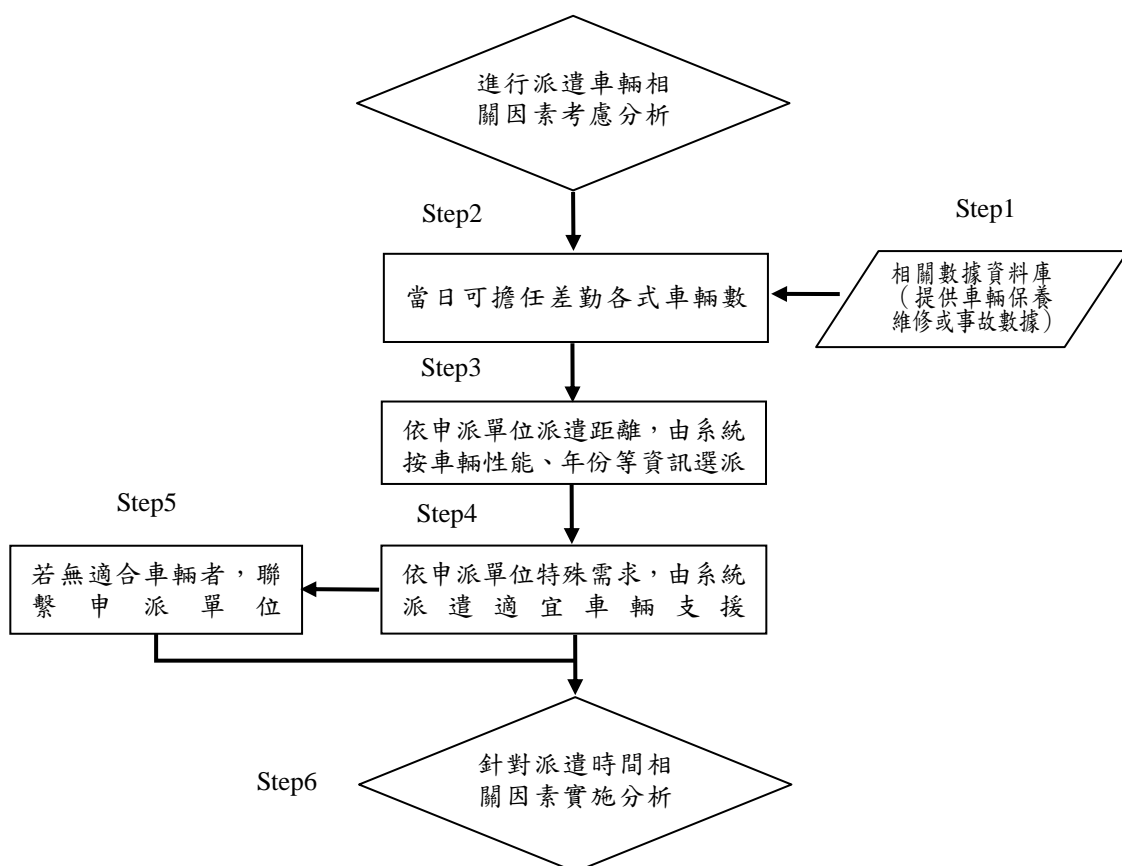 進行派遣車輛相
關因素考慮分析
Step2
Step1
當日可擔任差勤各式車輛數
相關數據資料庫
（提供車輛保養
維修或事故數據）
Step3
依申派單位派遣距離，由系統
按車輛性能、年份等資訊選派
Step5
Step4
若無適合車輛者，聯
繫申派單位
依申派單位特殊需求，由系統
派遣適宜車輛支援
Step6
針對派遣時間相
關因素實施分析